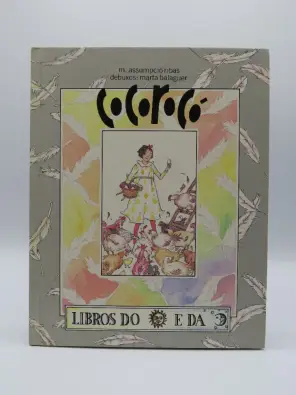 m. assumpció ribas
debuxos: marta balaguer
cocorocó
LIBROS DO E DA